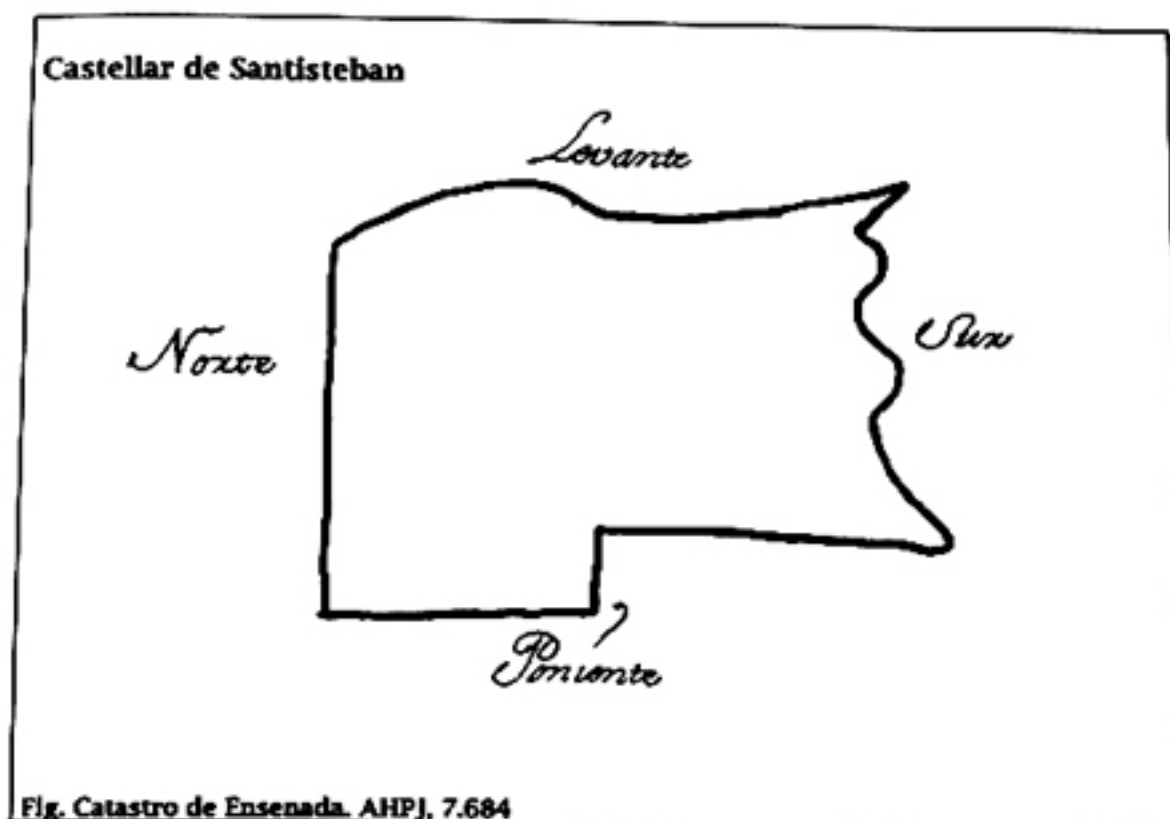 Castellar de Santisteban
Levante
Norte
Sur
Poniente
Fig. Catastro de Ensenada. AHPJ, 7.684